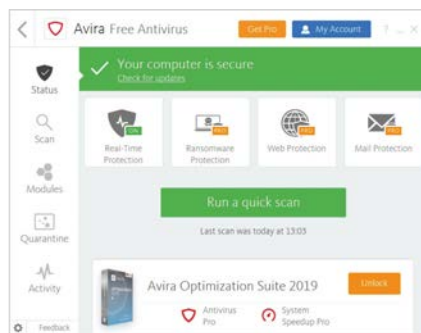 Avira Free Antivirus
Get Pro
My Account
?
Your computer is secure
Check for updates
Status
Scan
Modules
Quarantine
Activity
Feedback
ON
Real-Time
Protection
PRO
Ransomware
Protection
PRO
Web Protection
PRO
Mail Protection
Run a quick scan
Last scan was today at 13:03
Avira Optimization Suite 2019
Unlock
Antivirus
Pro
System
Speedup Pro